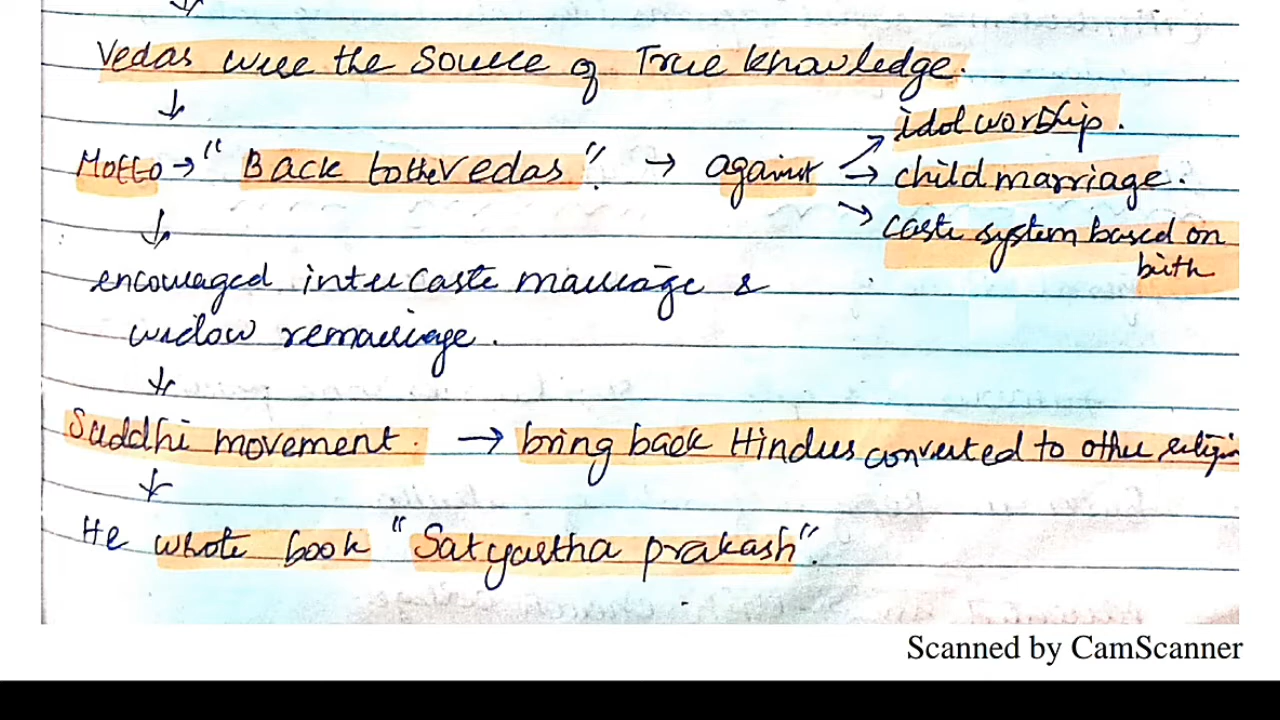 Vedas were the Source of True knowledge.
↓
Motto → "Back to the Vedas". → against → idol worship.
→ child marriage.
→ caste system based on
birth
↓
encouraged intercaste marriage &
widow remarriage.
↓
Suddhi movement. → bring back Hindus converted to other religion
↓
He whote book "Satyartha prakash".
Scanned by CamScanner